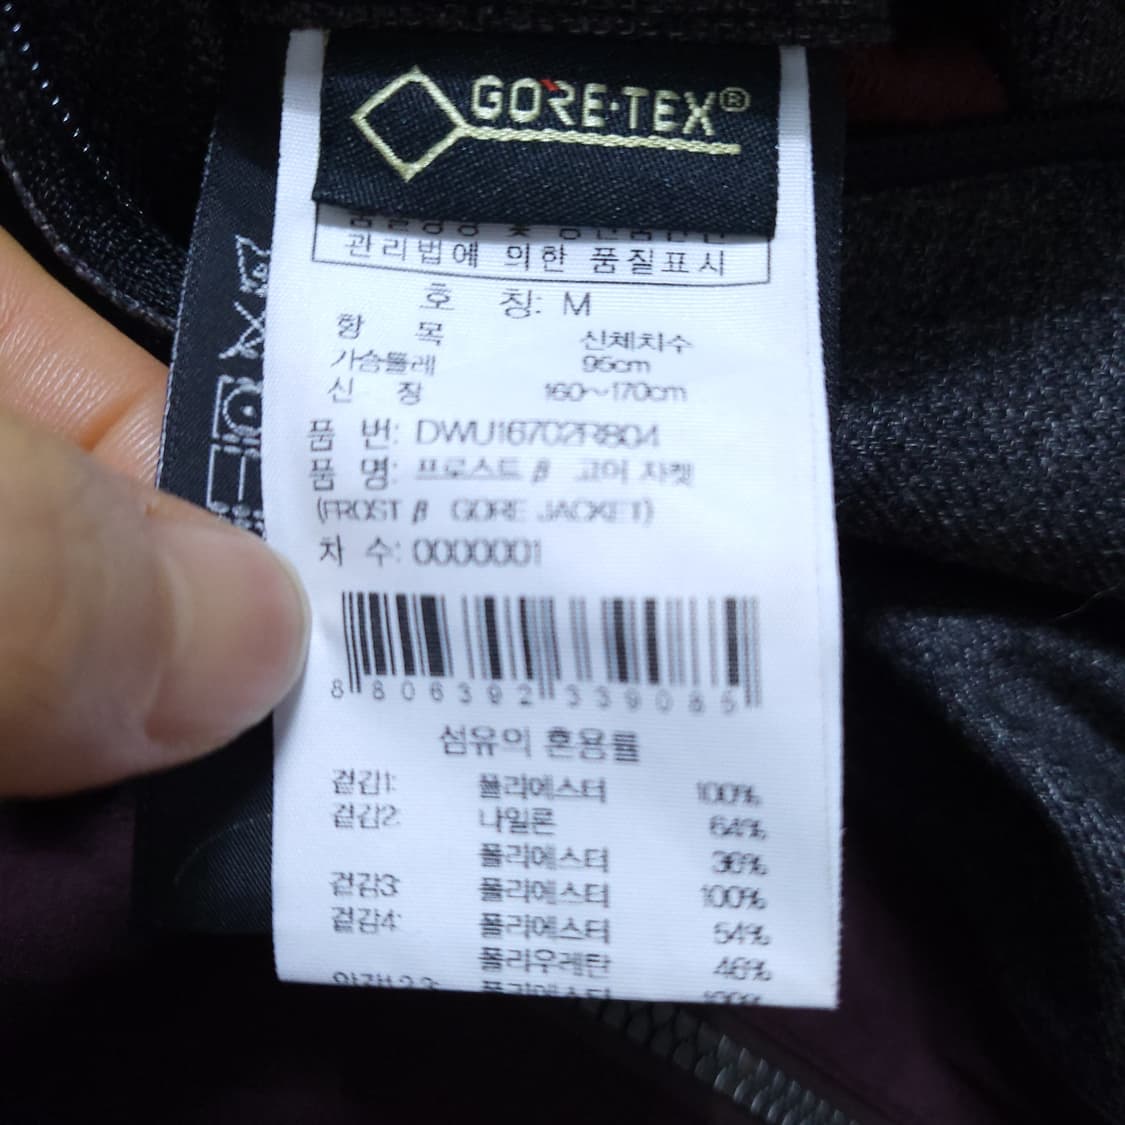 GORE-TEX®
관리법에 의한 품질표시
호 칭: M
항 목 신체치수
가슴둘레 95cm
신 장 160~170cm
품 번: DWU16702R804
품 명: 프로스트 β 고어 자켓
(FROST β GORE JACKET)
차 수: 0000001
8 806392 339085
섬유의 혼용률
겉감1: 폴리에스터 100%
겉감2: 나일론 64%
폴리에스터 36%
겉감3: 폴리에스터 100%
겉감4: 폴리에스터 54%
폴리우레탄 46%